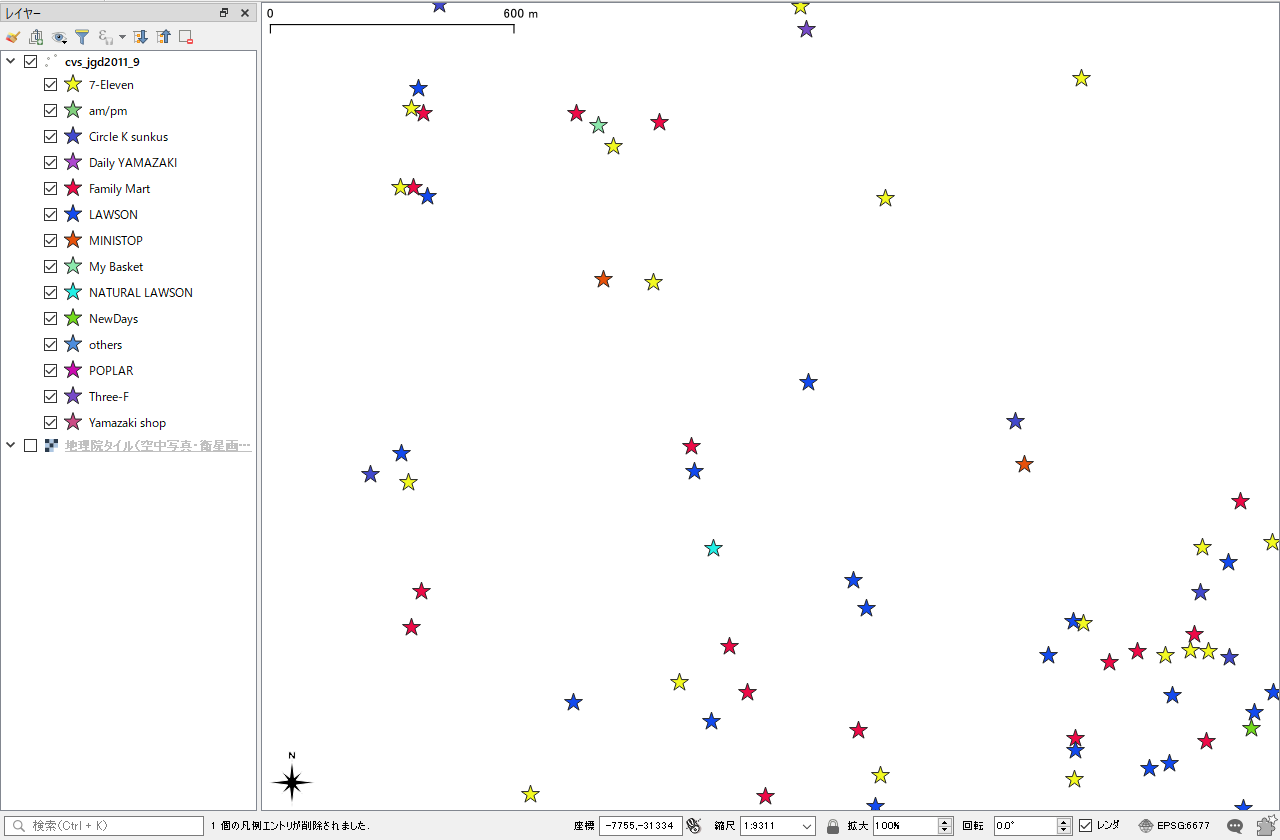 レイヤー
cvs_jgd2011_9
7-Eleven
am/pm
Circle K sunkus
Daily YAMAZAKI
Family Mart
LAWSON
MINISTOP
My Basket
NATURAL LAWSON
NewDays
others
POPLAR
Three-F
Yamazaki shop
地理院タイル(空中写真・衛星画…
0 600 m
N
検索(Ctrl + K)
1 個の凡例エントリが削除されました.
座標 -7755,-31334 縮尺 1:9311 拡大 100% 回転 0.0° レンダ EPSG:6677